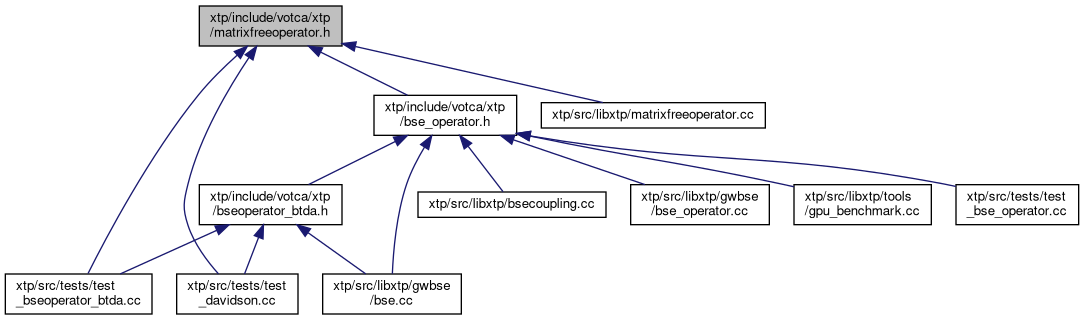 xtp/include/votca/xtp
/matrixfreeoperator.h
xtp/include/votca/xtp
/bse_operator.h
xtp/src/libxtp/matrixfreeoperator.cc
xtp/include/votca/xtp
/bseoperator_btda.h
xtp/src/libxtp/bsecoupling.cc
xtp/src/libxtp/gwbse
/bse_operator.cc
xtp/src/libxtp/tools
/gpu_benchmark.cc
xtp/src/tests/test
_bse_operator.cc
xtp/src/tests/test
_bseoperator_btda.cc
xtp/src/tests/test
_davidson.cc
xtp/src/libxtp/gwbse
/bse.cc